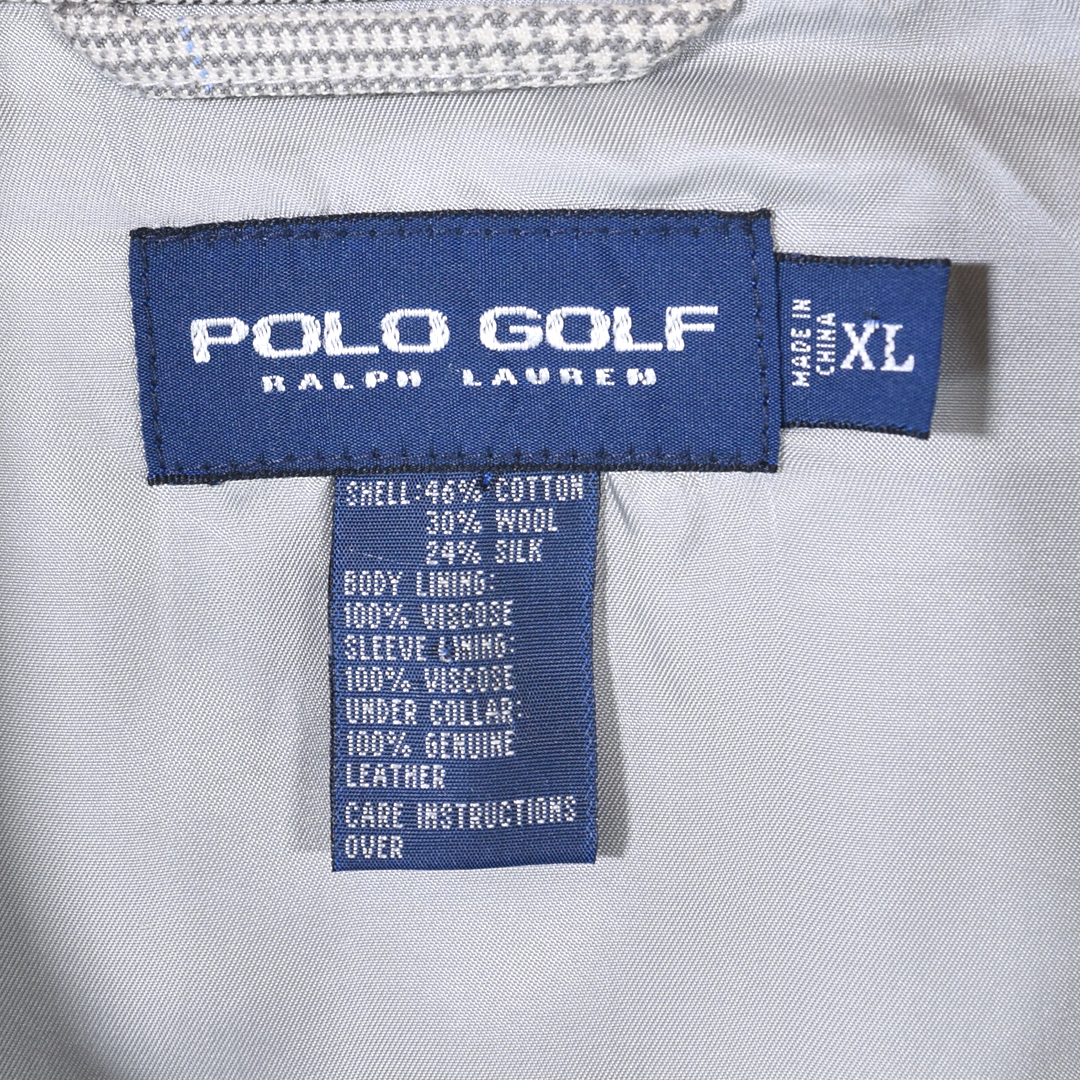 POLO GOLF
RALPH LAUREN
MADE IN
CHINA
XL
SHELL: 46% COTTON
30% WOOL
24% SILK
BODY LINING:
100% VISCOSE
SLEEVE LINING:
100% VISCOSE
UNDER COLLAR:
100% GENUINE
LEATHER
CARE INSTRUCTIONS
OVER